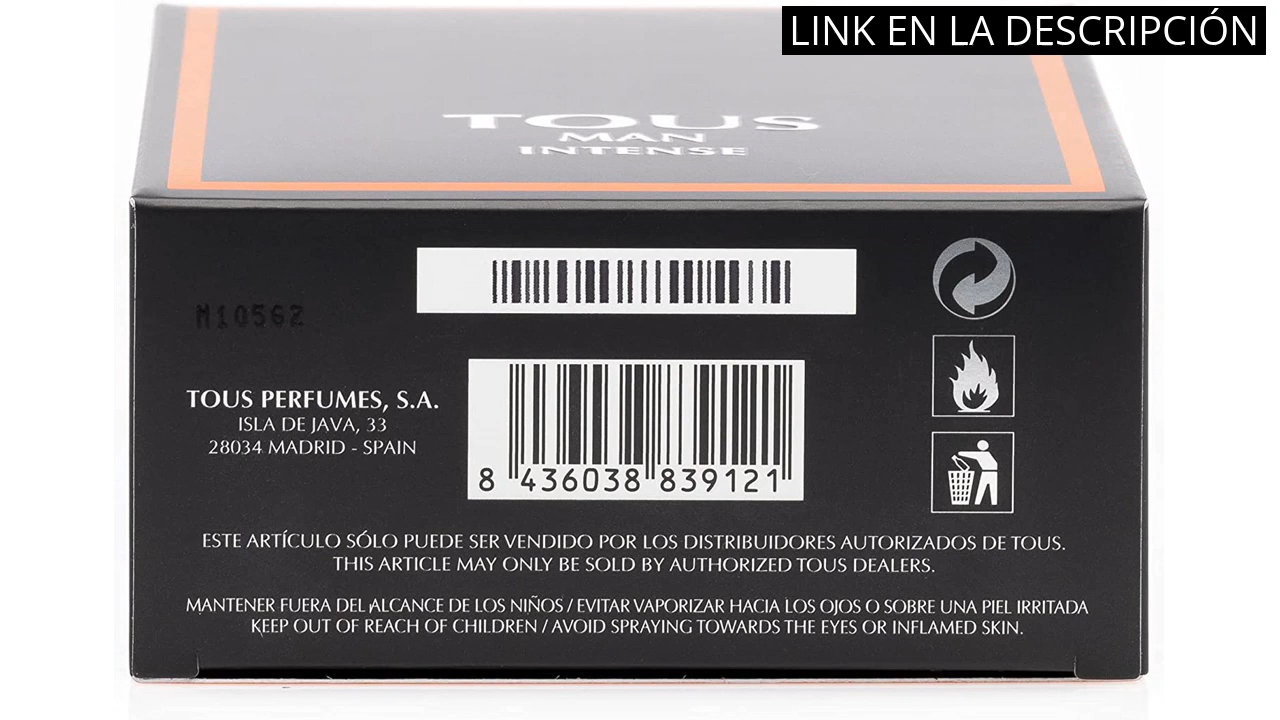 LINK EN LA DESCRIPCIÓN
TOUS
MAN
INTENSE
M10562
TOUS PERFUMES, S.A.
ISLA DE JAVA, 33
28034 MADRID - SPAIN
8 436038 839121
ESTE ARTÍCULO SÓLO PUEDE SER VENDIDO POR LOS DISTRIBUIDORES AUTORIZADOS DE TOUS.
THIS ARTICLE MAY ONLY BE SOLD BY AUTHORIZED TOUS DEALERS.
MANTENER FUERA DEL ALCANCE DE LOS NIÑOS / EVITAR VAPORIZAR HACIA LOS OJOS O SOBRE UNA PIEL IRRITADA
KEEP OUT OF REACH OF CHILDREN / AVOID SPRAYING TOWARDS THE EYES OR INFLAMED SKIN.